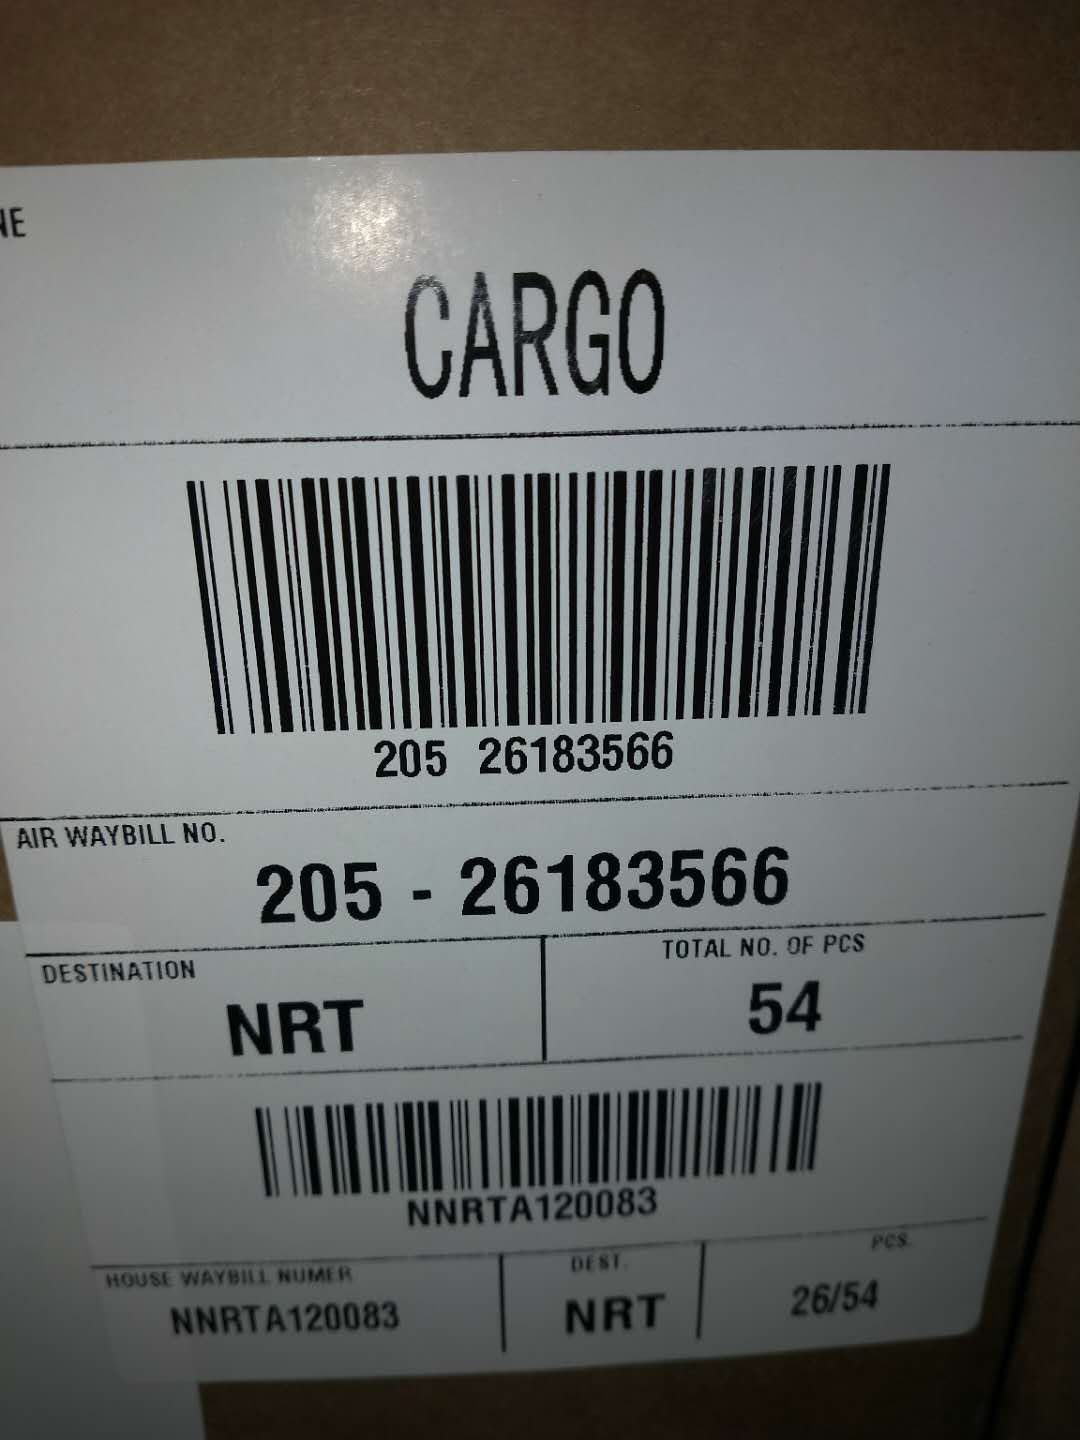 NE
CARGO
205 26183566
AIR WAYBILL NO.
205 - 26183566
DESTINATION
NRT
TOTAL NO. OF PCS
54
NNRTA120083
HOUSE WAYBILL NUMER
NNRTA120083
DEST.
NRT
PCS.
26/54